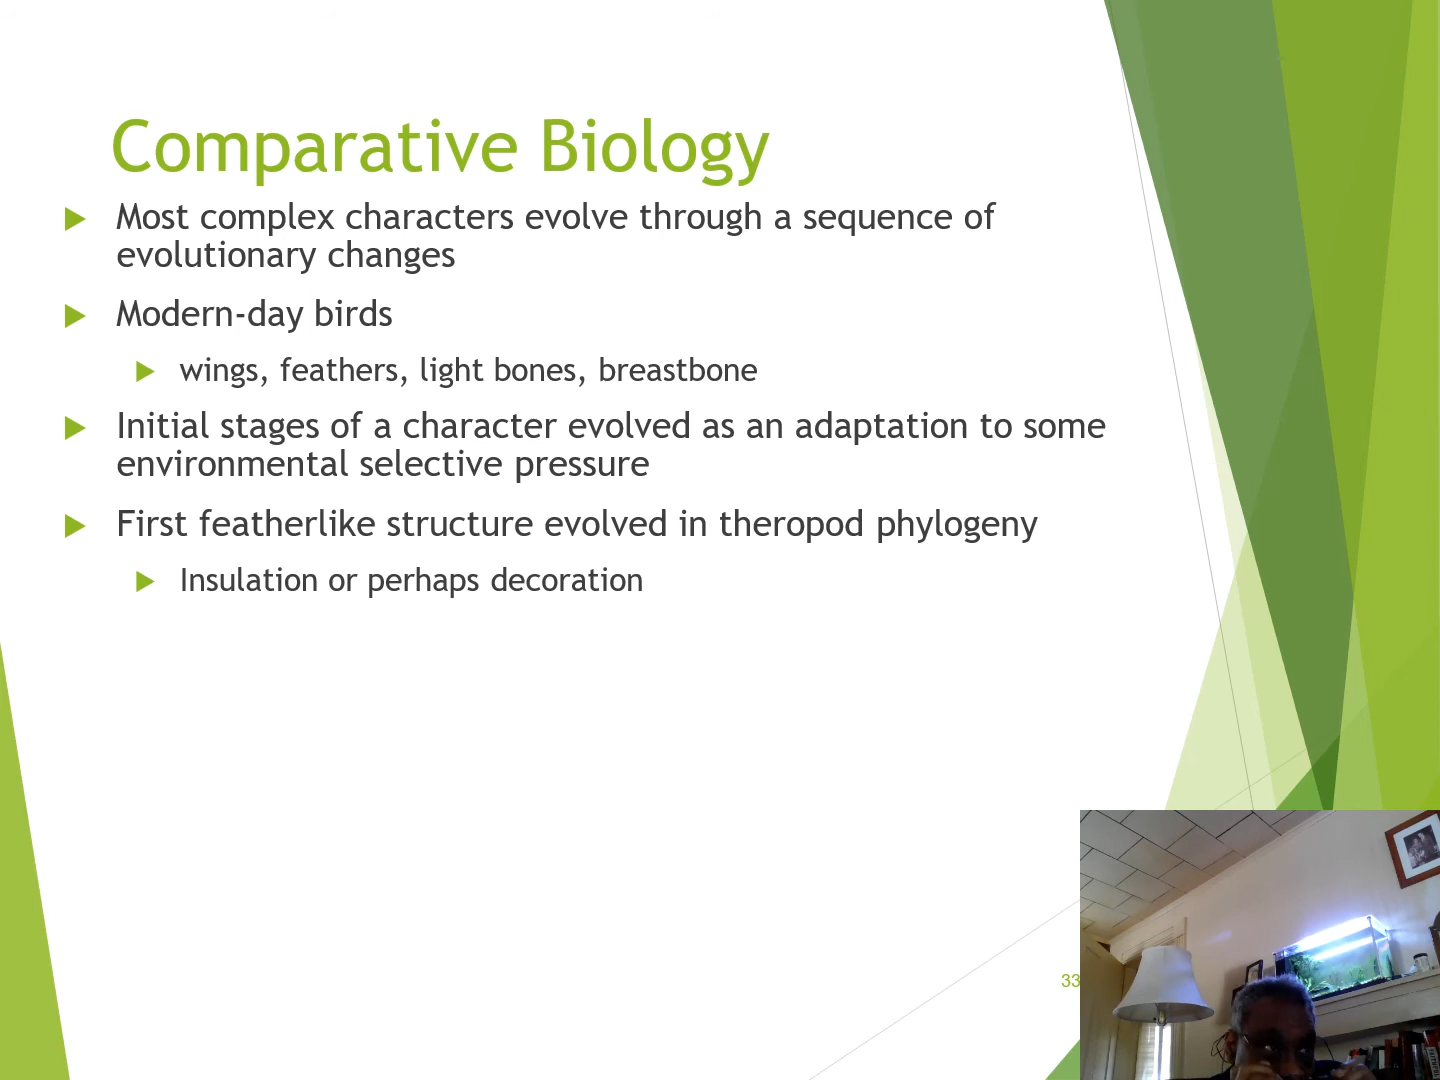 Comparative Biology
Most complex characters evolve through a sequence of
evolutionary changes
Modern-day birds
wings, feathers, light bones, breastbone
Initial stages of a character evolved as an adaptation to some
environmental selective pressure
First featherlike structure evolved in theropod phylogeny
Insulation or perhaps decoration
33